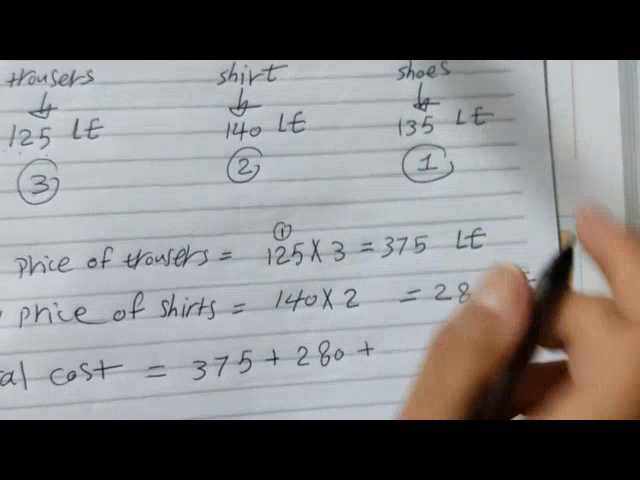 trousers shirt shoes
125 LE 140 LE 135 LE
3 2 1
1
price of trousers = 125 X 3 = 375 LE
price of shirts = 140 X 2 = 28
cost = 375 + 280 +